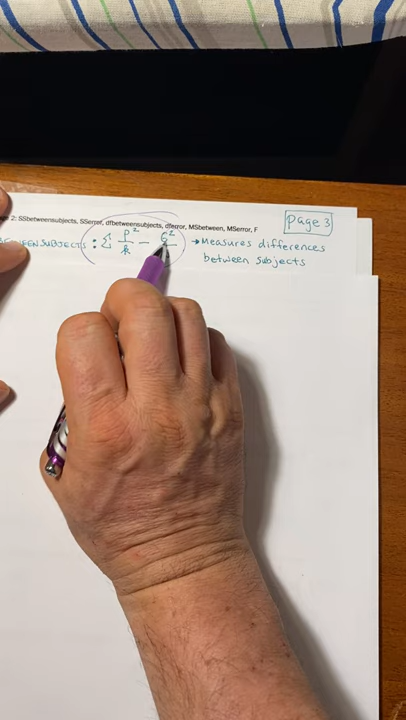 2: SSbetweensubjects, SSerror, dfbetweensubjects, dferror, MSbetween, MSerror, F
page 3
SUBJECTS: Σ P²/k - G²
→Measures differences
between subjects